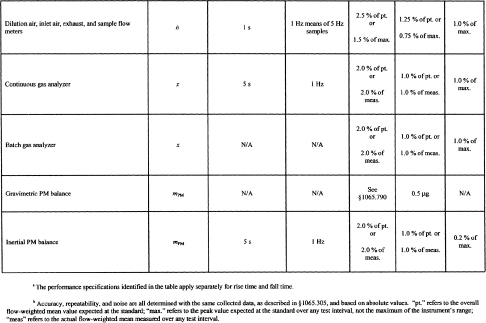 Dilution air, inlet air, exhaust, and sample flow meters ṅ 1 s 1 Hz means of 5 Hz samples 2.5 % of pt. or 1.5 % of max. 1.25 % of pt. or 0.75 % of max. 1.0 % of max.
Continuous gas analyzer x 5 s 1 Hz 2.0 % of pt. or 2.0 % of meas. 1.0 % of pt. or 1.0 % of meas. 1.0 % of max.
Batch gas analyzer x N/A N/A 2.0 % of pt. or 2.0 % of meas. 1.0 % of pt. or 1.0 % of meas. 1.0 % of max.
Gravimetric PM balance mPM N/A N/A See §1065.790 0.5 µg N/A
Inertial PM balance mPM 5 s 1 Hz 2.0 % of pt. or 2.0 % of meas. 1.0 % of pt. or 1.0 % of meas. 0.2 % of max.
a The performance specifications identified in the table apply separately for rise time and fall time.
b Accuracy, repeatability, and noise are all determined with the same collected data, as described in §1065.305, and based on absolute values. "pt." refers to the overall
flow-weighted mean value expected at the standard; "max." refers to the peak value expected at the standard over any test interval, not the maximum of the instrument's range;
"meas" refers to the actual flow-weighted mean measured over any test interval.